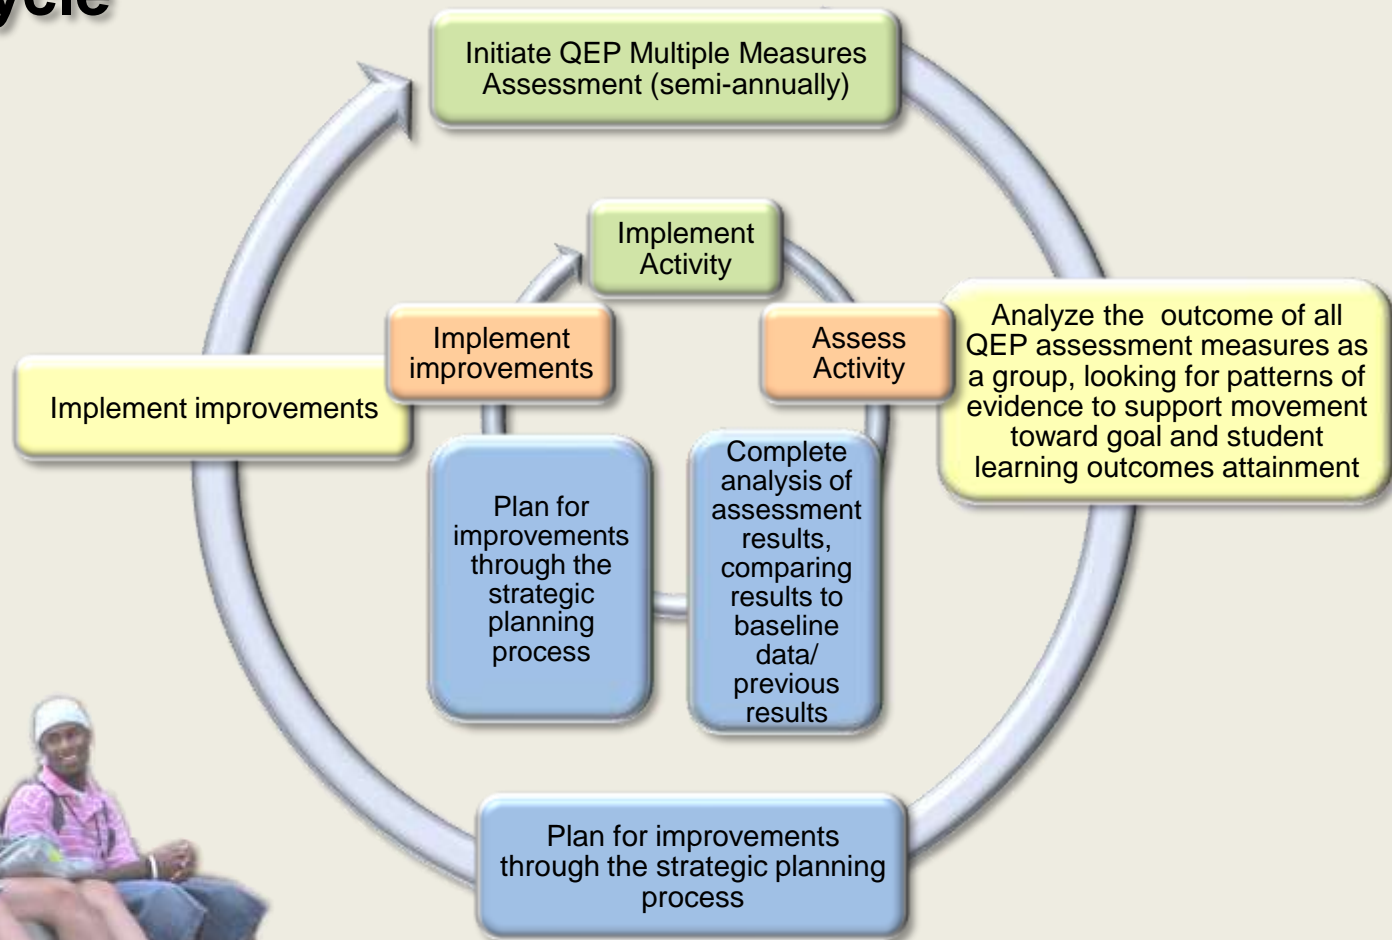 Initiate QEP Multiple Measures
Assessment (semi-annually)
Implement
Activity
Implement
improvements
Assess
Activity
Analyze the outcome of all
QEP assessment measures as
a group, looking for patterns of
evidence to support movement
toward goal and student
learning outcomes attainment
Implement improvements
Plan for
improvements
through the
strategic
planning
process
Complete
analysis of
assessment
results,
comparing
results to
baseline
data/
previous
results
Plan for improvements
through the strategic planning
process